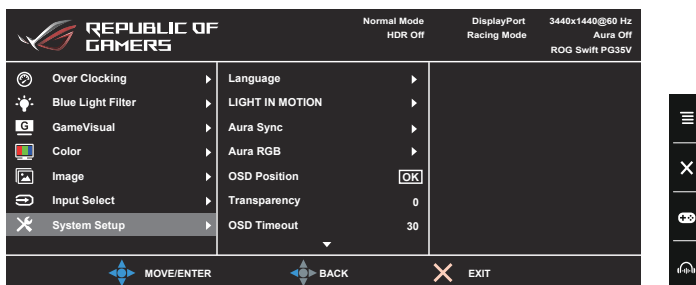 REPUBLIC OF
GAMERS
Normal Mode
HDR Off
DisplayPort
Racing Mode
3440x1440@60 Hz
Aura Off
ROG Swift PG35V
Over Clocking
Blue Light Filter
G
GameVisual
Color
Image
Input Select
System Setup
Language
LIGHT IN MOTION
Aura Sync
Aura RGB
OSD Position OK
Transparency 0
OSD Timeout 30
MOVE/ENTER
BACK
EXIT